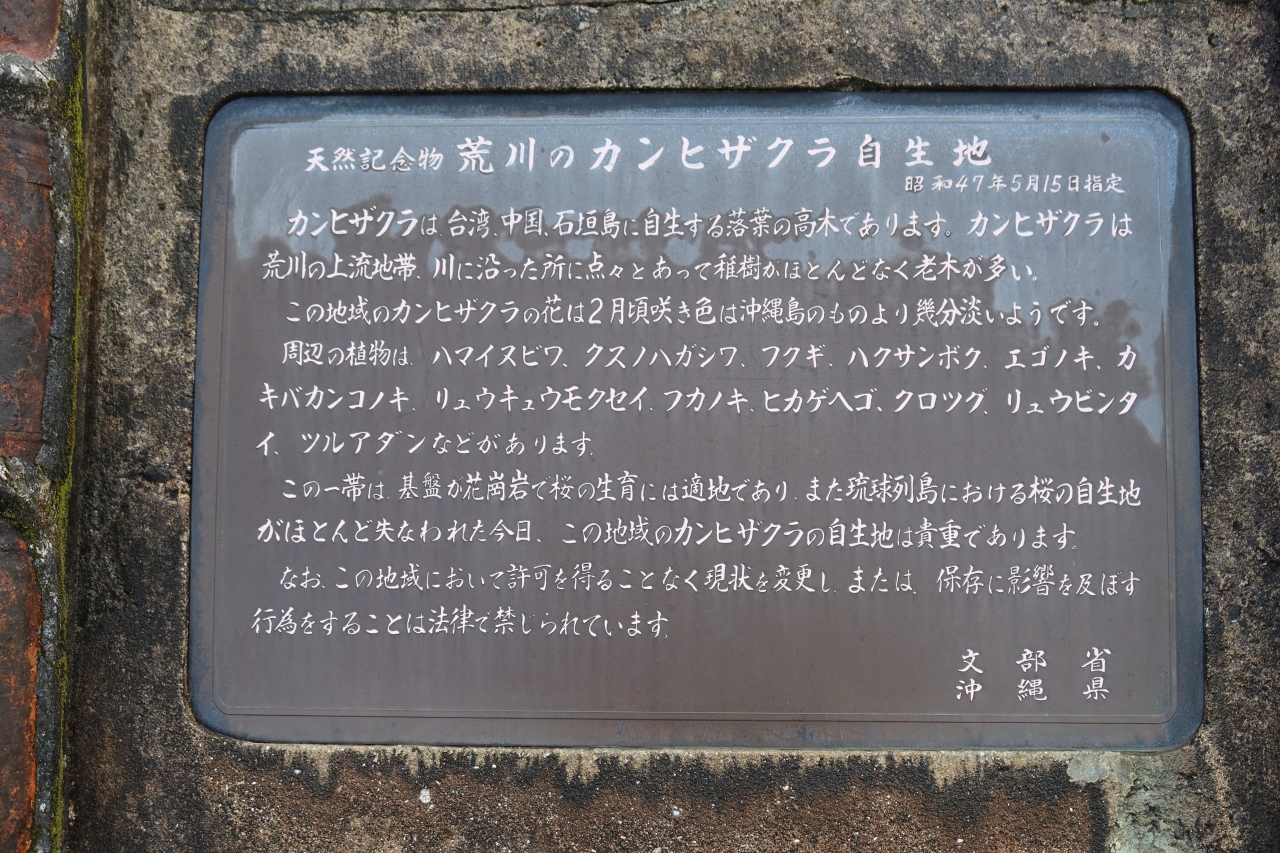 天然記念物 荒川のカンヒザクラ自生地
昭和47年5月15日指定
カンヒザクラは、台湾、中国、石垣島に自生する落葉の高木であります。カンヒザクラは
荒川の上流地帯、川に沿った所に点々とあって稚樹がほとんどなく老木が多い。
この地域のカンヒザクラの花は2月頃咲き色は沖縄島のものより幾分淡いようです。
周辺の植物は、ハマイヌビワ、クスノハガシワ、フクギ、ハクサンボク、エゴノキ、カ
キバカンコノキ、リュウキュウモクセイ、フカノキ、ヒカゲヘゴ、クロツグ、リュウビンタ
イ、ツルアダンなどがあります。
この一帯は、基盤が花崗岩で桜の生育には適地であり、また琉球列島における桜の自生地
がほとんど失なわれた今日、この地域のカンヒザクラの自生地は貴重であります。
なお、この地域において許可を得ることなく現状を変更し、または、保存に影響を及ぼす
行為をすることは法律で禁じられています。
文部省
沖縄県